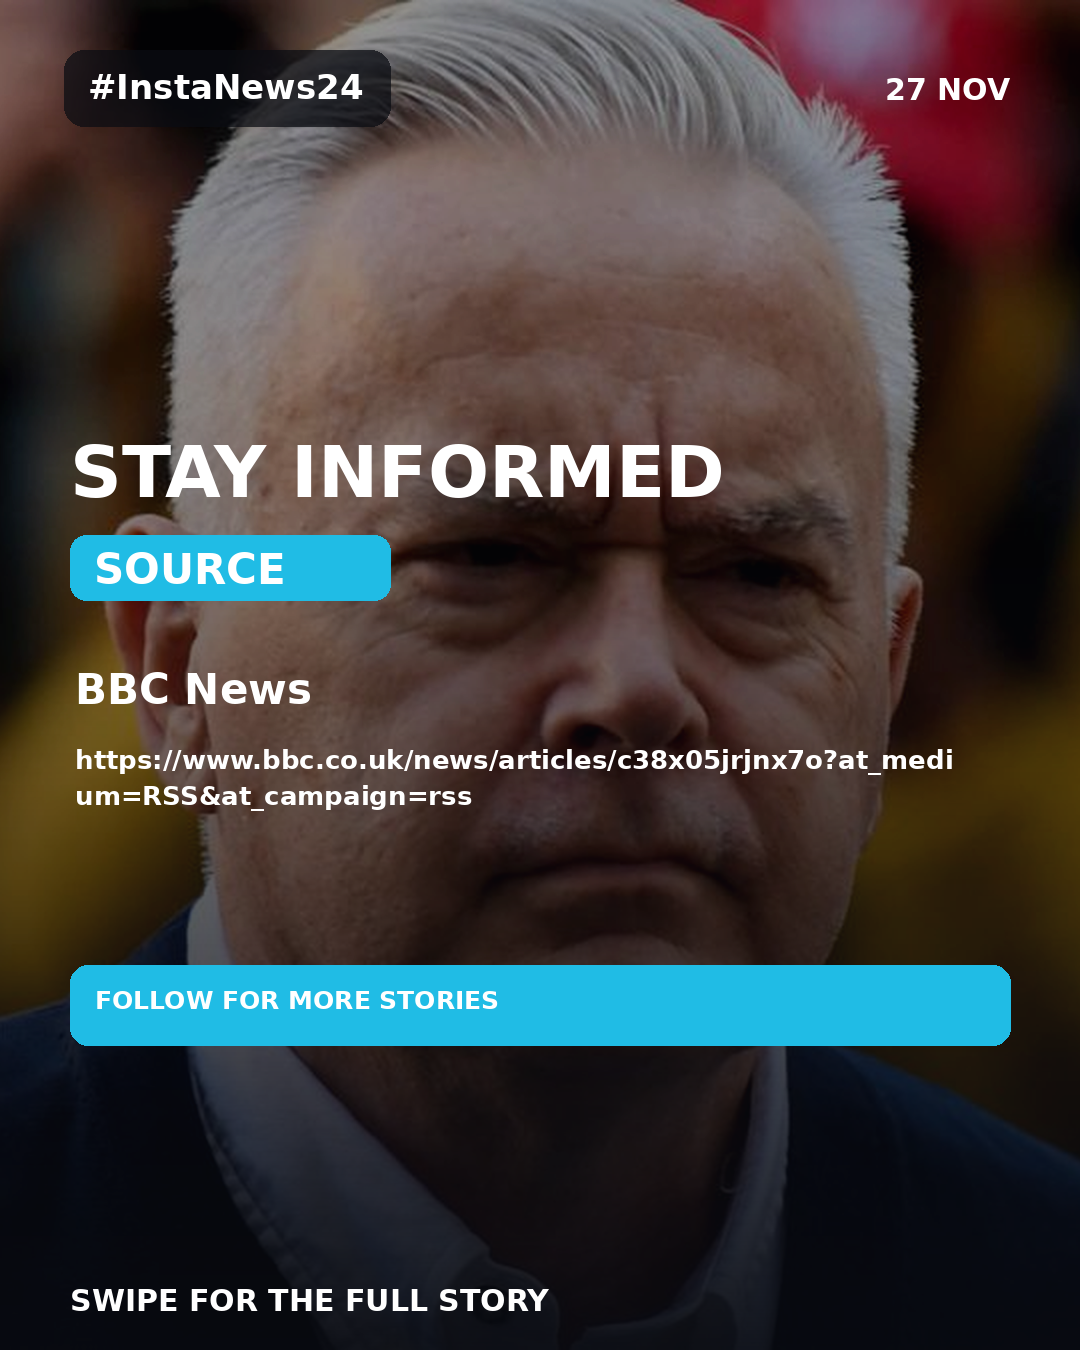 #InstaNews24
27 NOV
STAY INFORMED
SOURCE
BBC News
https://www.bbc.co.uk/news/articles/c38x05jrjnx7o?at_medi
um=RSS&at_campaign=rss
FOLLOW FOR MORE STORIES
SWIPE FOR THE FULL STORY